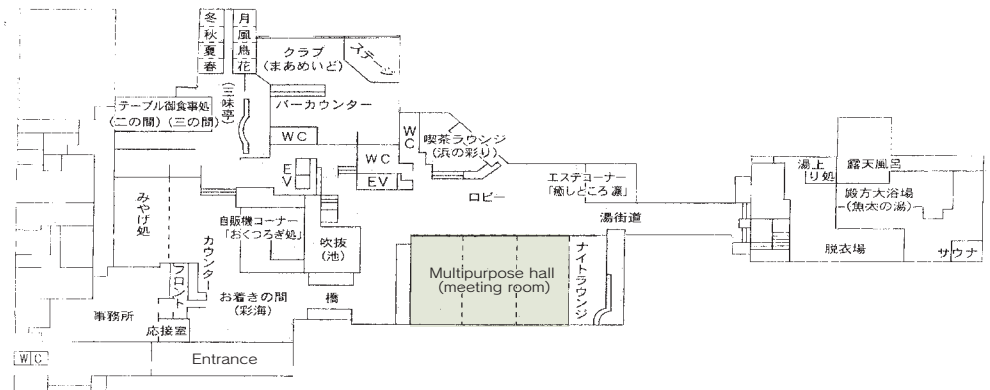 冬 月
秋 風
夏 鳥
春 花
クラブ
(まあめいど)
ステージ
(三味亭)
テーブル御食事処
(二の間)(三の間)
バーカウンター
WC
WC
WC
EV
EV
喫茶ラウンジ
(浜の彩り)
エステコーナー
「癒しどころ 凛」
ロビー
湯街道
湯上り処
露天風呂
殿方大浴場
(魚太の湯)
脱衣場
サウナ
みやげ処
カウンター
自販機コーナー
「おくつろぎ処」
吹抜
(池)
Multipurpose hall
(meeting room)
ナイトラウンジ
フロント
お着きの間
(彩海)
橋
事務所
応接室
WC
Entrance